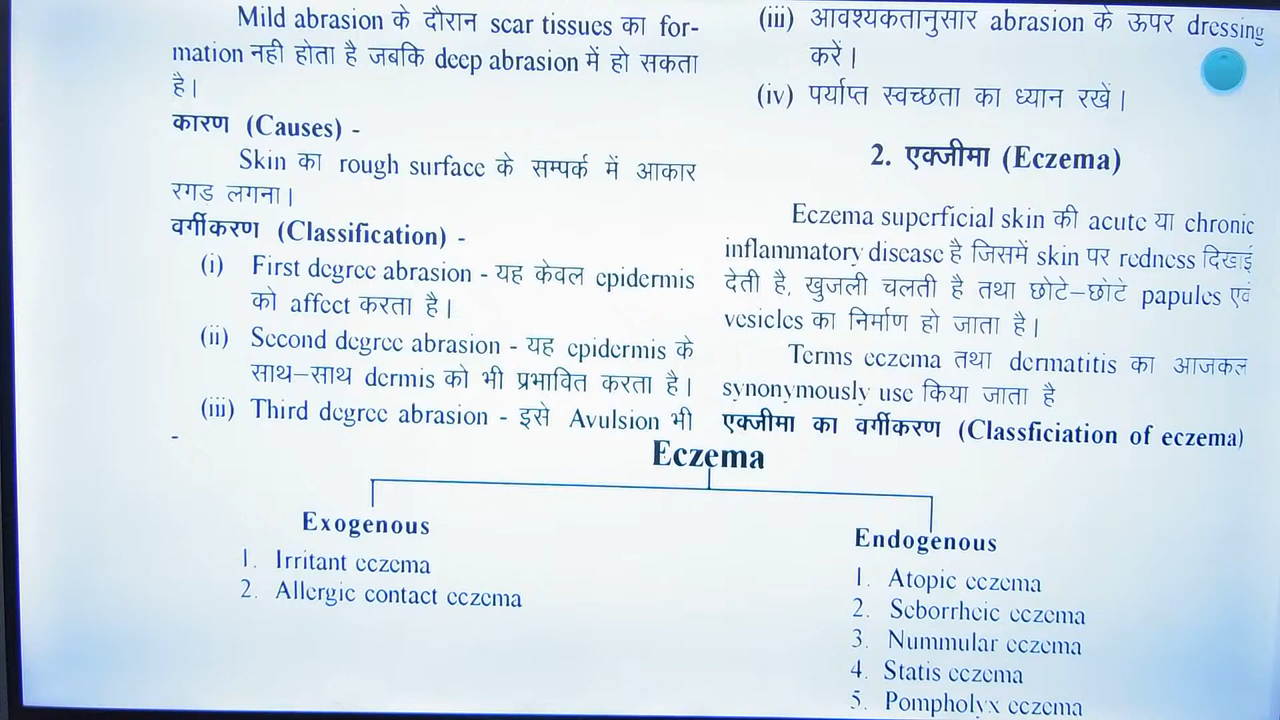 Mild abrasion के दौरान scar tissues का for-
mation नही होता है जबकि deep abrasion में हो सकता
है।
कारण (Causes) -
Skin का rough surface के सम्पर्क में आकार
रगड़ लगना।
वर्गीकरण (Classification) -
(i) First degree abrasion - यह केवल epidermis
को affect करता है।
(ii) Second degree abrasion - यह epidermis के
साथ-साथ dermis को भी प्रभावित करता है।
(iii) Third degree abrasion - इसे Avulsion भी
-
(iii) आवश्यकतानुसार abrasion के ऊपर dressing
करें।
(iv) पर्याप्त स्वच्छता का ध्यान रखें।
2. एक्जीमा (Eczema)
Eczema superficial skin की acute या chronic
inflammatory disease है जिसमें skin पर redness दिखाई
देती है, खुजली चलती है तथा छोटे-छोटे papules एवं
vesicles का निर्माण हो जाता है।
Terms eczema तथा dermatitis का आजकल
synonymously use किया जाता है
एक्जीमा का वर्गीकरण (Classficiation of eczema)
Eczema
Exogenous
1. Irritant eczema
2. Allergic contact eczema
Endogenous
1. Atopic eczema
2. Seborrheic eczema
3. Nummular eczema
4. Statis eczema
5. Pompholyx eczema